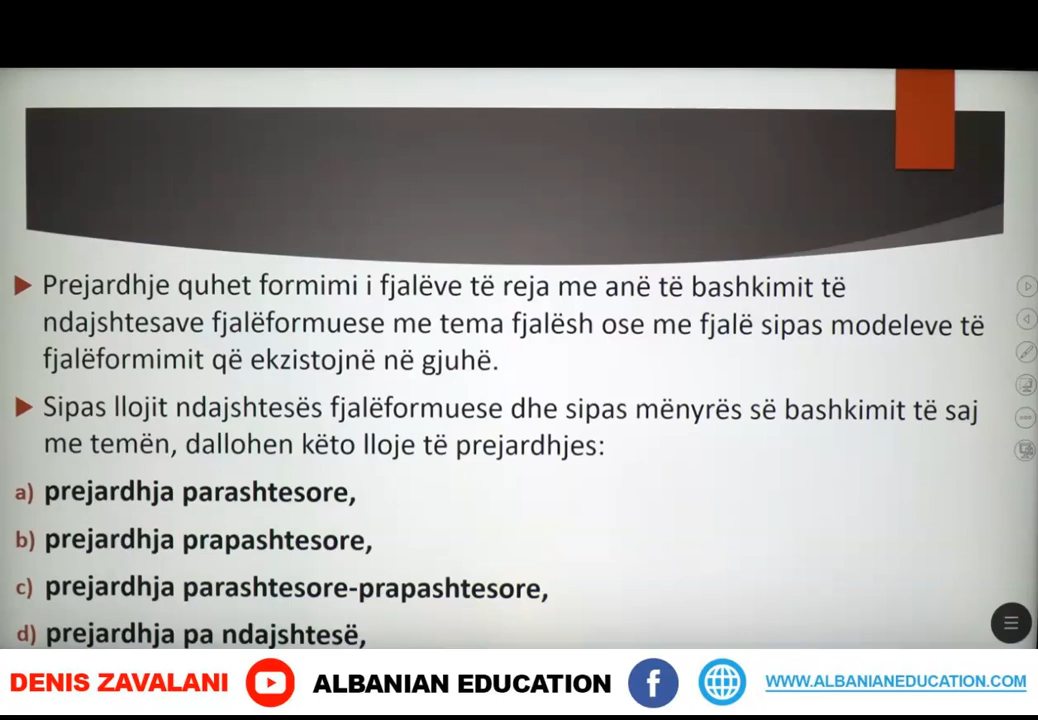 Prejardhje quhet formimi i fjalëve të reja me anë të bashkimit të
ndajshtesave fjalëformuese me tema fjalësh ose me fjalë sipas modeleve të
fjalëformimit që ekzistojnë në gjuhë.
Sipas llojit ndajshtesës fjalëformuese dhe sipas mënyrës së bashkimit të saj
me temën, dallohen këto lloje të prejardhjes:
a) prejardhja parashtesore,
b) prejardhja prapashtesore,
c) prejardhja parashtesore-prapashtesore,
d) prejardhja pa ndajshtesë,
DENIS ZAVALANI ALBANIAN EDUCATION f WWW.ALBANIANEDUCATION.COM